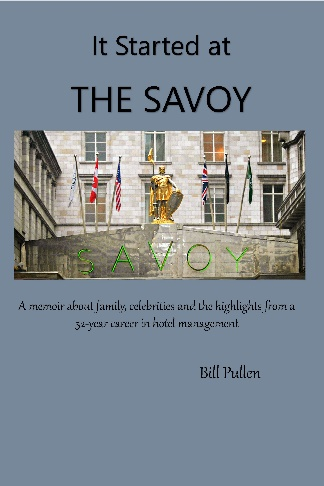 It Started at
THE SAVOY
SAVOY
A memoir about family, celebrities and the highlights from a
32-year career in hotel management
Bill Pullen